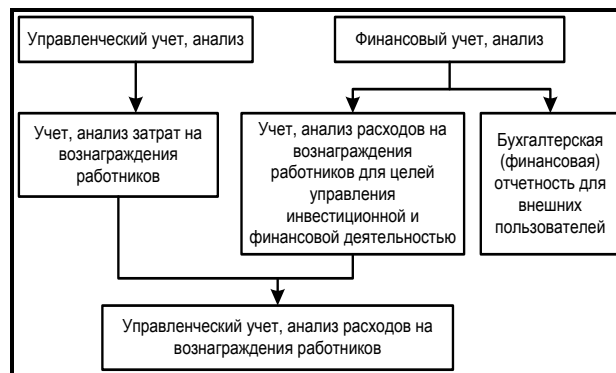 Управленческий учет, анализ
Финансовый учет, анализ
Учет, анализ затрат на
вознаграждения
работников
Учет, анализ расходов на
вознаграждения
работников для целей
управления
инвестиционной и
финансовой деятельностью
Бухгалтерская
(финансовая)
отчетность для
внешних
пользователей
Управленческий учет, анализ расходов на
вознаграждения работников